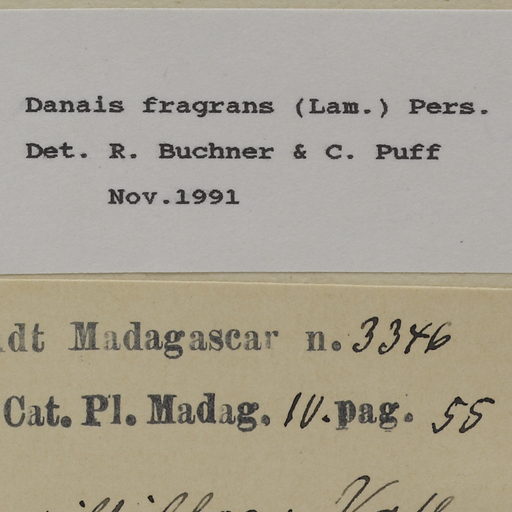 Danais fragrans (Lam.) Pers.
Det. R. Buchner & C. Puff
Nov.1991
dt Madagascar n. 3346
Cat. Pl. Madag. IV. pag. 55